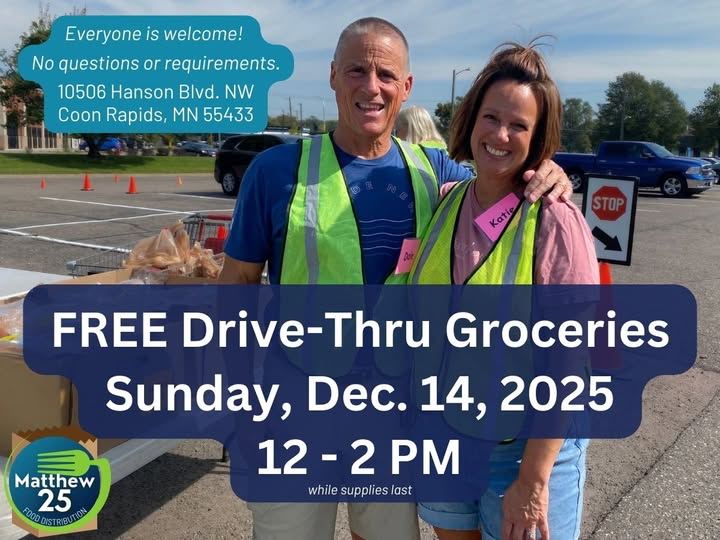 Everyone is welcome!
No questions or requirements.
10506 Hanson Blvd. NW
Coon Rapids, MN 55433
Katie
STOP
FREE Drive-Thru Groceries
Sunday, Dec. 14, 2025
12 - 2 PM
while supplies last
Matthew
25
FOOD DISTRIBUTION